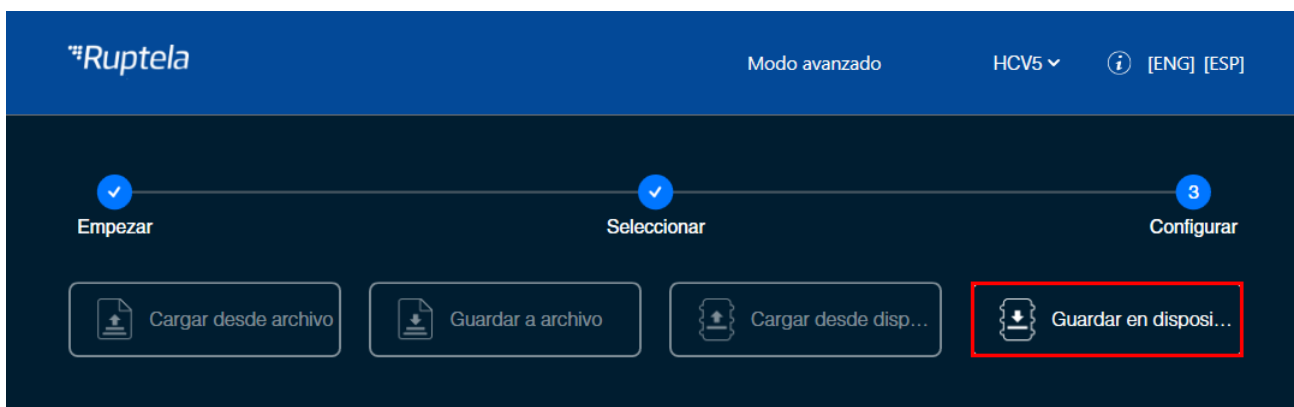 Ruptela
Modo avanzado
HCV5
i
[ENG] [ESP]
3
Empezar
Seleccionar
Configurar
Cargar desde archivo
Guardar a archivo
Cargar desde disp...
Guardar en disposi...